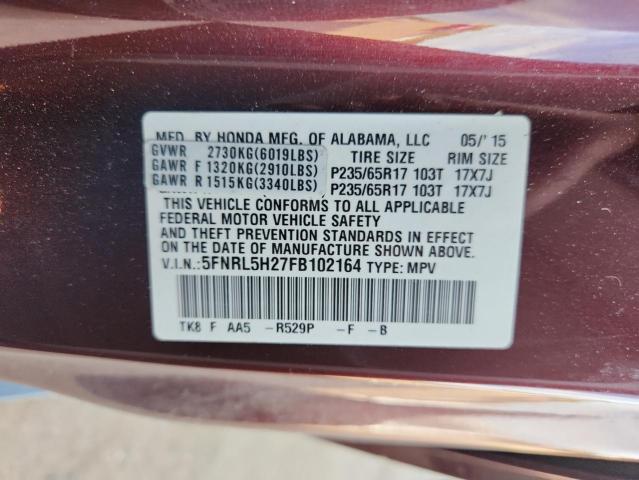 MFD. BY HONDA MFG. OF ALABAMA, LLC 05/'15
GVWR 2730KG(6019LBS) TIRE SIZE RIM SIZE
GAWR F 1320KG(2910LBS) P235/65R17 103T 17X7J
GAWR R 1515KG(3340LBS) P235/65R17 103T 17X7J
THIS VEHICLE CONFORMS TO ALL APPLICABLE
FEDERAL MOTOR VEHICLE SAFETY
AND THEFT PREVENTION STANDARDS IN EFFECT
ON THE DATE OF MANUFACTURE SHOWN ABOVE.
V.I.N.:5FNRL5H27FB102164 TYPE: MPV
TK8 F AA5 -R529P -F -B